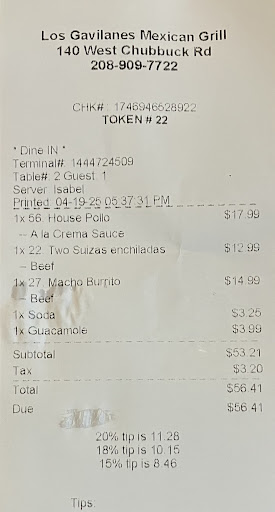 Los Gavilanes Mexican Grill
140 West Chubbuck Rd
208-909-7722
CHK# 1746946528922
TOKEN # 22
* Dine IN *
Terminal#: 1444724509
Table#: 2 Guest: 1
Server: Isabel
Printed: 04-19-25 05:37:31 PM
1x 56. House Pollo $17.99
-- A la Crema Sauce
1x 22. Two Suizas enchiladas $12.99
-- Beef
1x 27. Macho Burrito $14.99
-- Beef
1x Soda $3.25
1x Guacamole $3.99
Subtotal $53.21
Tax $3.20
Total $56.41
Due $56.41
20% tip is 11.28
18% tip is 10.15
15% tip is 8.46
Tips: